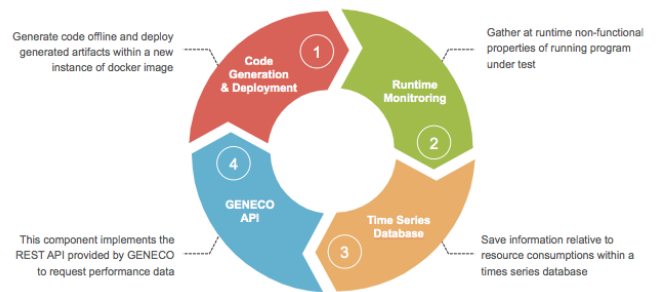 Generate code offline and deploy
generated artifacts within a new
instance of docker image
Code
Generation
& Deployment
1
Gather at runtime non-functional
properties of running program
under test
Runtime
Monitroring
2
Save information relative to
resource consumptions within a
times series database
Time Series
Database
3
This component implements the
REST API provided by GENECO
to request performance data
4
GENECO
API